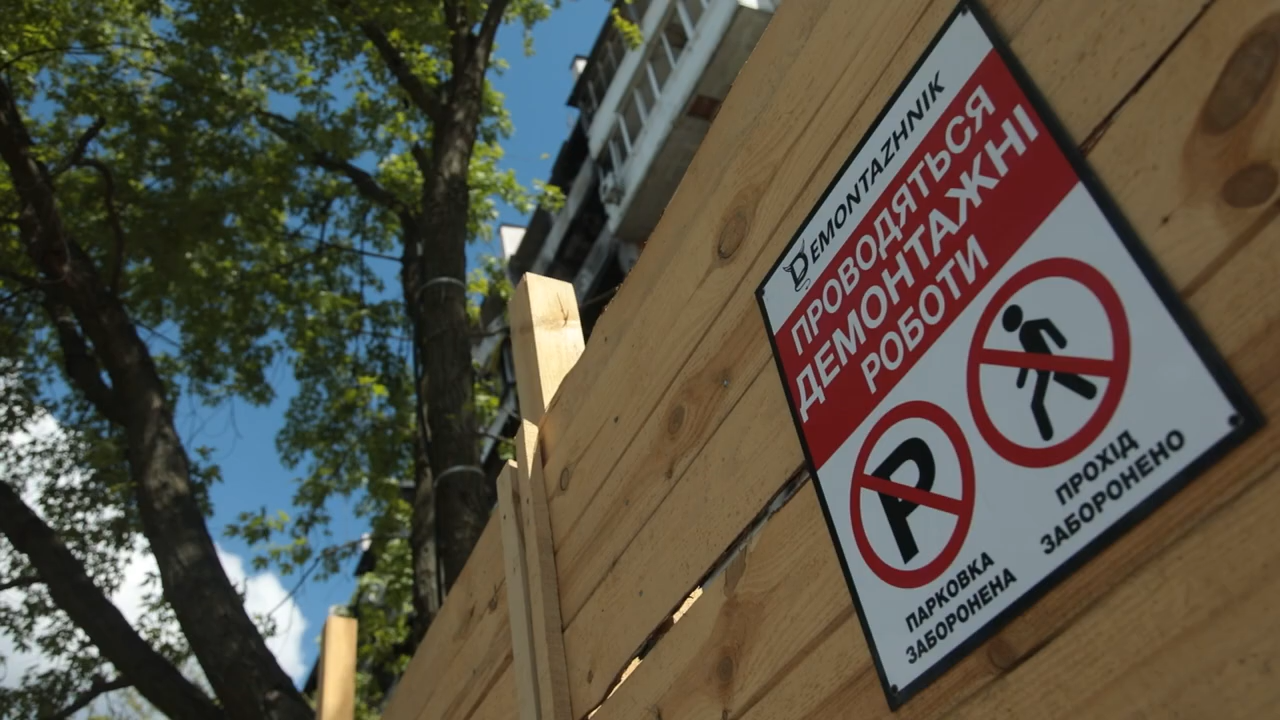 DEMONTAZHNIK
ПРОВОДЯТЬСЯ
ДЕМОНТАЖНІ
РОБОТИ
P
ПАРКОВКА
ЗАБОРОНЕНА
ПРОХІД
ЗАБОРОНЕНО